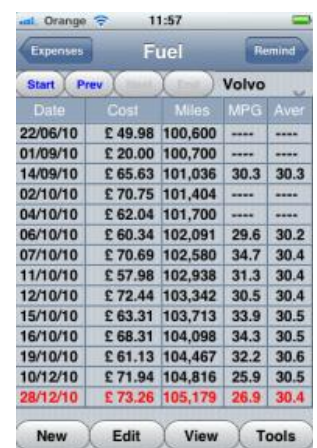 Orange 11:57
Expenses Fuel Remind
Start Prev Volvo
Date Cost Miles MPG Aver
22/06/10 £ 49.98 100,600 ---- ----
01/09/10 £ 20.00 100,700 ---- ----
14/09/10 £ 65.63 101,036 30.3 30.3
02/10/10 £ 70.75 101,404 ---- ----
04/10/10 £ 62.04 101,700 ---- ----
06/10/10 £ 60.34 102,091 29.6 30.2
07/10/10 £ 70.69 102,580 34.7 30.4
11/10/10 £ 57.98 102,938 31.3 30.4
12/10/10 £ 72.44 103,342 30.5 30.4
15/10/10 £ 63.31 103,713 33.9 30.5
16/10/10 £ 68.31 104,098 34.3 30.5
19/10/10 £ 61.13 104,467 32.2 30.6
10/12/10 £ 71.94 104,816 25.9 30.5
28/12/10 £ 73.26 105,179 26.9 30.4
New Edit View Tools